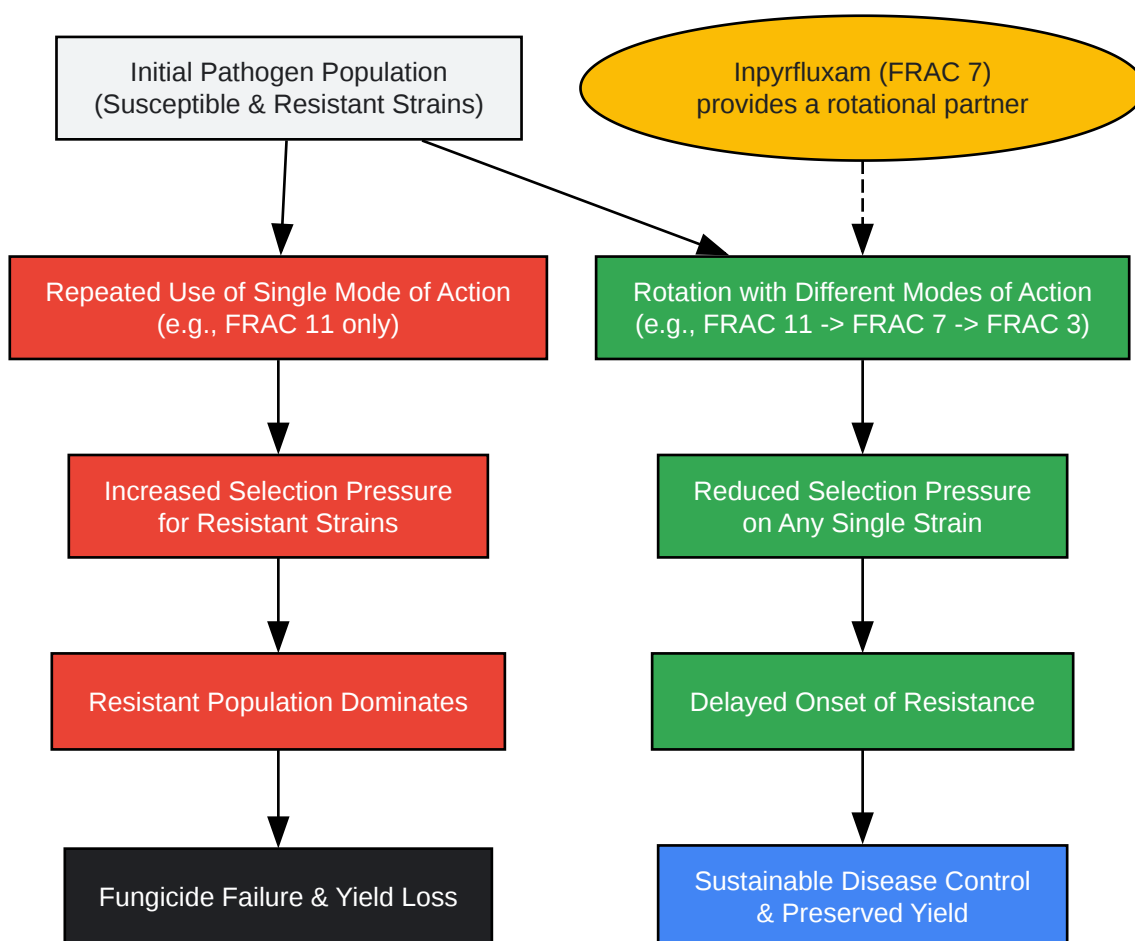 Initial Pathogen Population
(Susceptible & Resistant Strains)
Inpyrfluxam (FRAC 7)
provides a rotational partner
Repeated Use of Single Mode of Action
(e.g., FRAC 11 only)
Rotation with Different Modes of Action
(e.g., FRAC 11 -> FRAC 7 -> FRAC 3)
Increased Selection Pressure
for Resistant Strains
Reduced Selection Pressure
on Any Single Strain
Resistant Population Dominates
Delayed Onset of Resistance
Fungicide Failure & Yield Loss
Sustainable Disease Control
& Preserved Yield